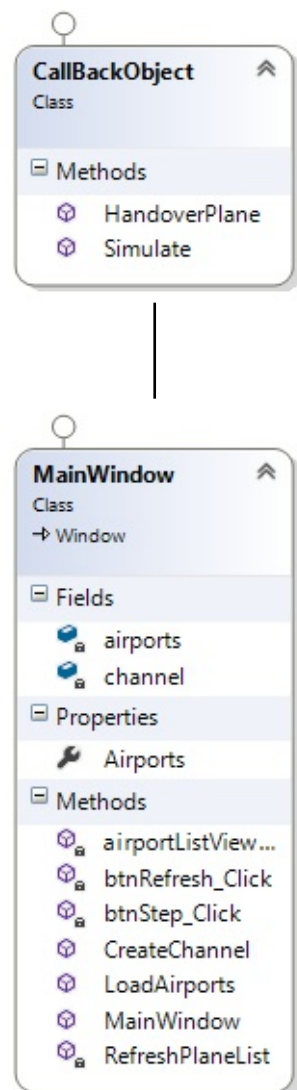 CallBackObject
Class
Methods
HandoverPlane
Simulate
MainWindow
Class
Window
Fields
airports
channel
Properties
Airports
Methods
airportListView...
btnRefresh_Click
btnStep_Click
CreateChannel
LoadAirports
MainWindow
RefreshPlaneList